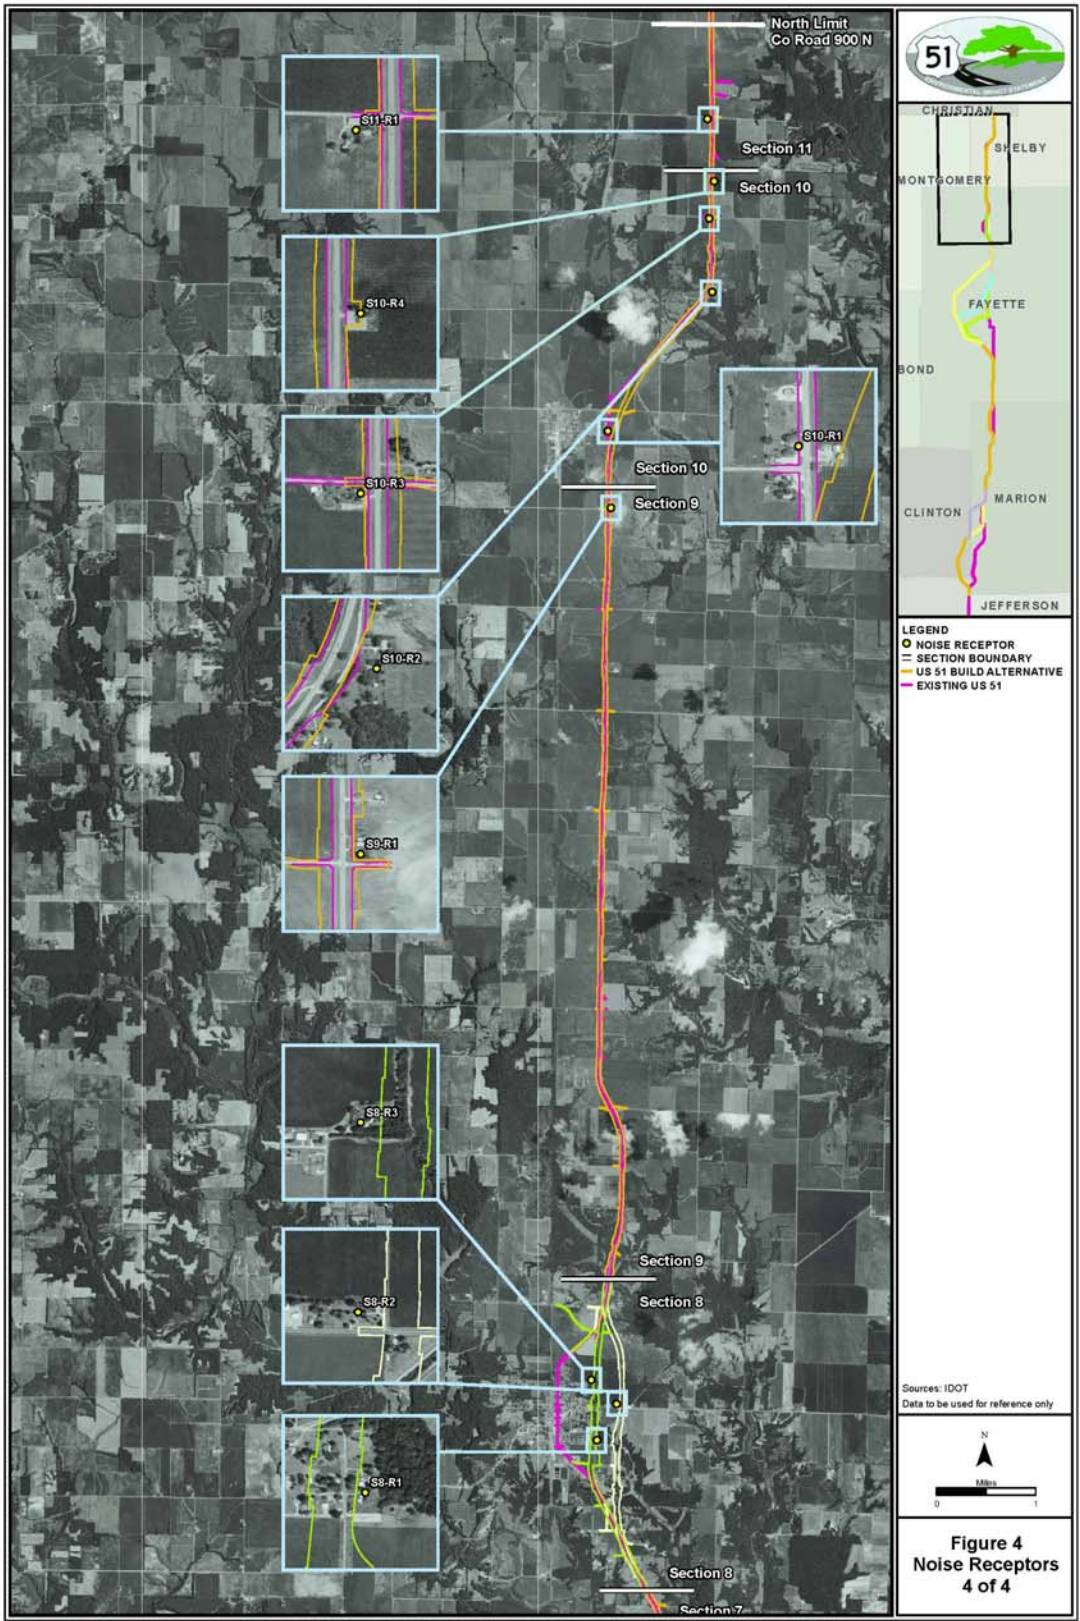 North Limit
Co Road 900 N
S11-R1
Section 11
Section 10
S10-R4
S10-R1
S10-R3
Section 10
Section 9
S10-R2
S9-R1
S8-R3
Section 9
Section 8
S8-R2
S8-R1
Section 8
Section 7
51
ENVIRONMENTAL IMPACT STATEMENT
CHRISTIAN
SHELBY
MONTGOMERY
FAYETTE
BOND
MARION
CLINTON
JEFFERSON
LEGEND
NOISE RECEPTOR
SECTION BOUNDARY
US 51 BUILD ALTERNATIVE
EXISTING US 51
Sources: IDOT
Data to be used for reference only
N
Miles
0 1
Figure 4
Noise Receptors
4 of 4